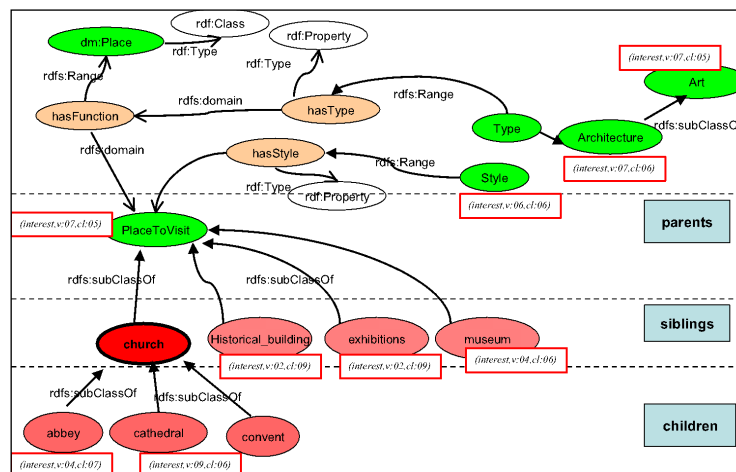 rdf:Class
rdf:Property
(interest,v:07,cl:05)
dm:Place
rdf:Type
rdf:Type
Art
rdfs:Range
rdfs:Range
hasFunction
rdfs:domain
hasType
Type
Architecture
rdfs:subClassOf
rdfs:domain
hasStyle
rdfs:Range
(interest,v:07,cl:06)
rdf:Type
Style
rdf:Property
(interest,v:06,cl:06)
(interest,v:07,cl:05)
PlaceToVisit
parents
rdfs:subClassOf
rdfs:subClassOf
siblings
church
Historical_building
exhibitions
museum
(interest,v:02,cl:09)
(interest,v:02,cl:09)
(interest,v:04,cl:06)
rdfs:subClassOf
rdfs:subClassOf
abbey
cathedral
convent
children
(interest,v:04,cl:07)
(interest,v:09,cl:06)